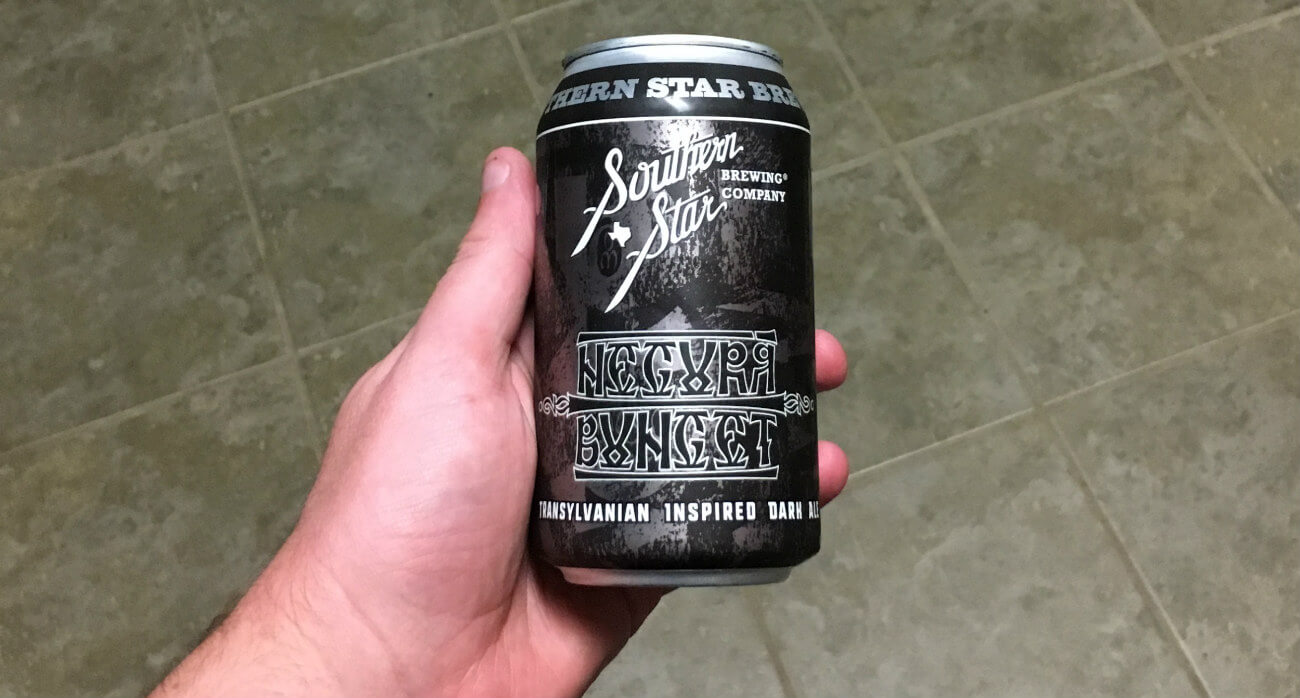 THERN STAR BRE
Southern
BREWING®
COMPANY
Star
NEGURA
BUNGET
TRANSYLVANIAN INSPIRED DARK ALE